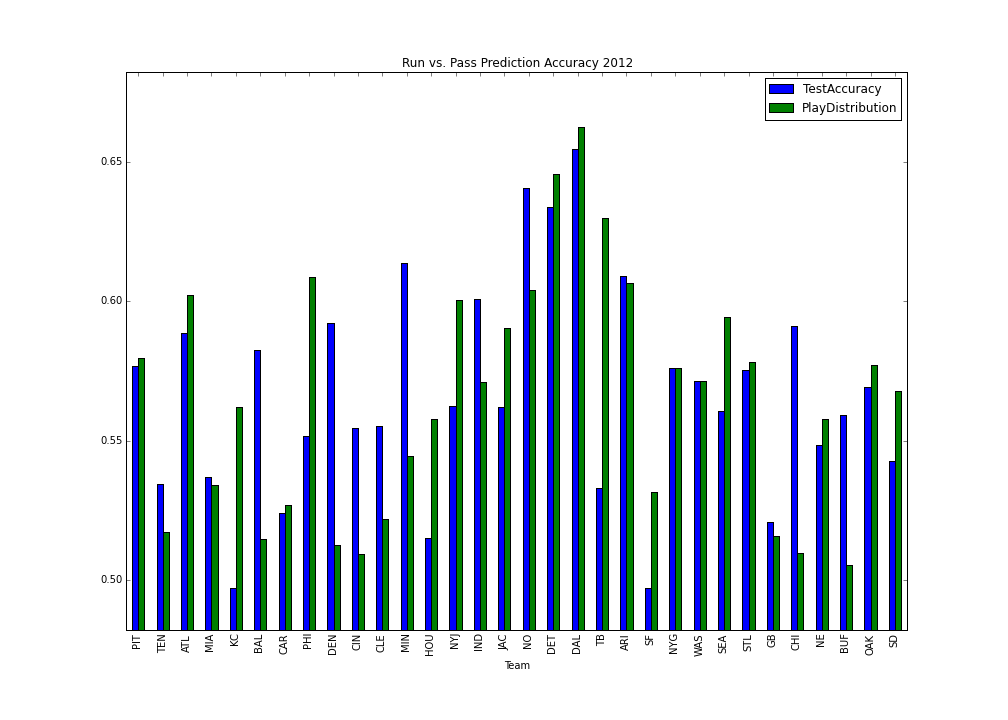 Run vs. Pass Prediction Accuracy 2012
TestAccuracy
PlayDistribution
0.65
0.60
0.55
0.50
PIT TEN ATL MIA KC BAL CAR PHI DEN CIN CLE MIN HOU NYJ IND JAC NO DET DAL TB ARI SF NYG WAS SEA STL GB CHI NE BUF OAK SD
Team